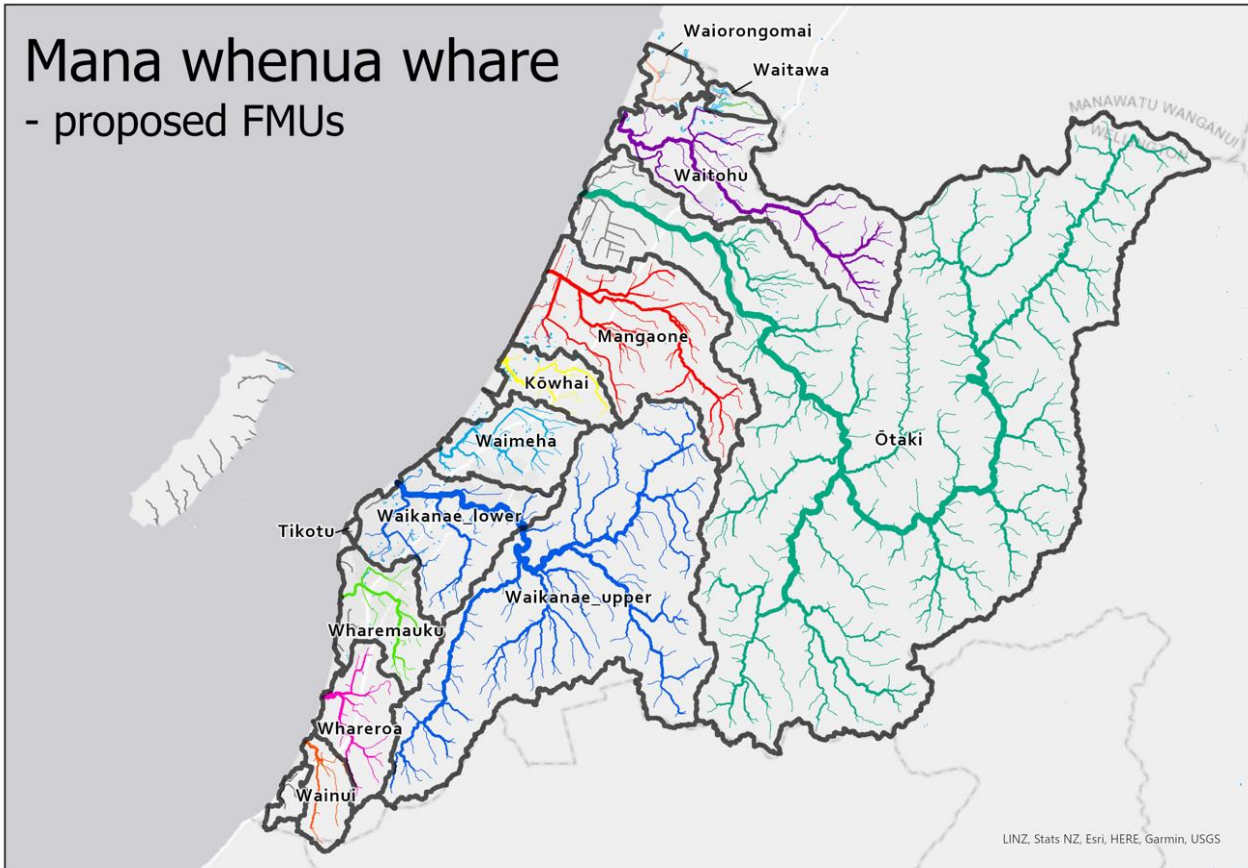 Mana whenua whare
- proposed FMUs
Waiorongomai
Waitawa
MANAWATU WANGANUI
WELLINGTON
Waitohu
Mangaone
Kōwhai
Ōtaki
Waimeha
Waikanae_lower
Tikotu
Waikanae_upper
Wharemauku
Whareroa
Wainui
LINZ, Stats NZ, Esri, HERE, Garmin, USGS